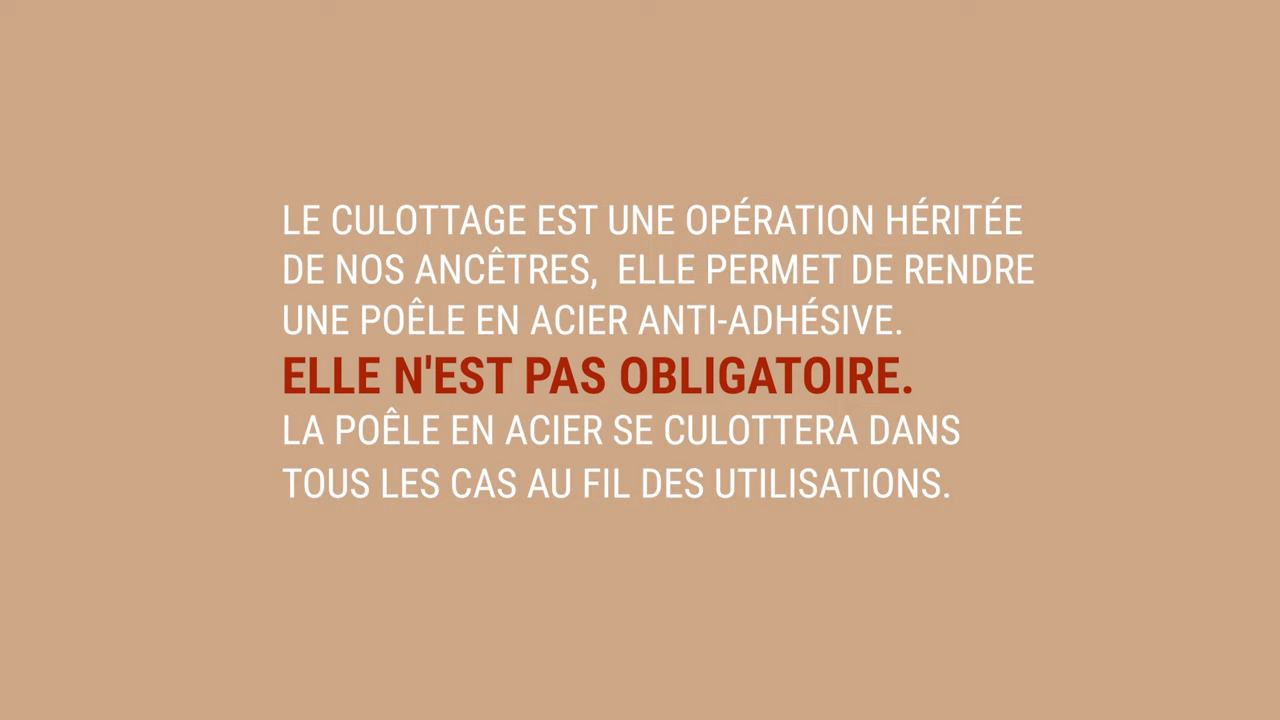 LE CULOTTAGE EST UNE OPÉRATION HÉRITÉE
DE NOS ANCÊTRES, ELLE PERMET DE RENDRE
UNE POÊLE EN ACIER ANTI-ADHÉSIVE.
ELLE N'EST PAS OBLIGATOIRE.
LA POÊLE EN ACIER SE CULOTTERA DANS
TOUS LES CAS AU FIL DES UTILISATIONS.